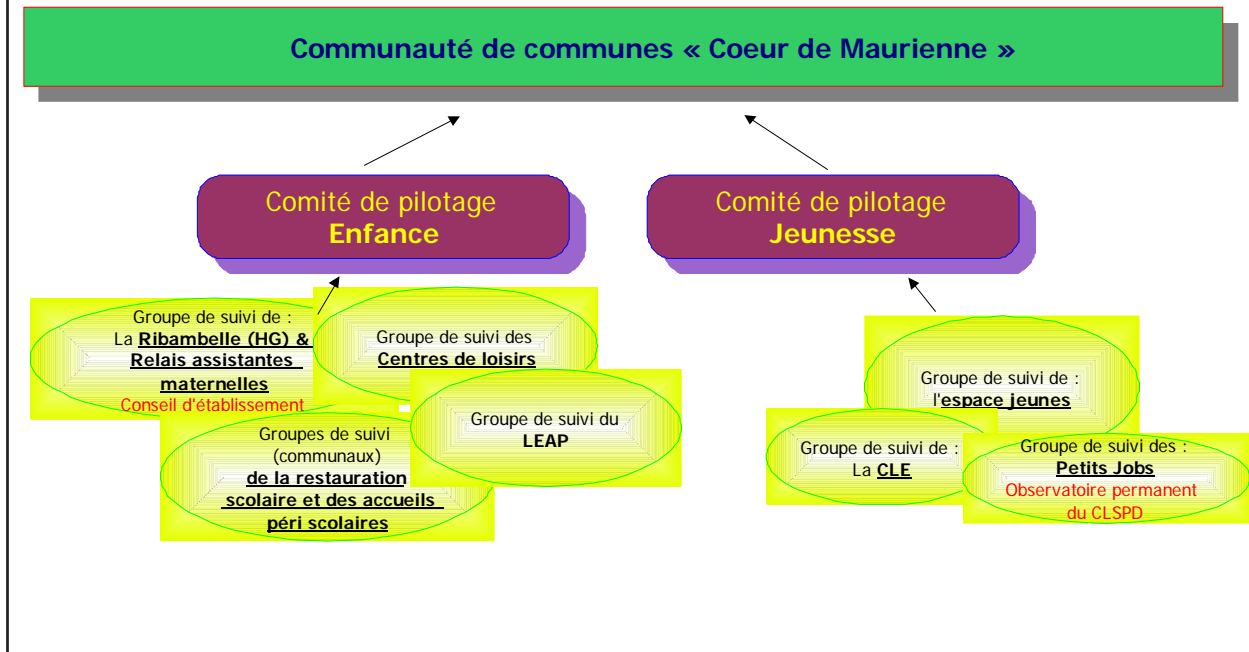 Communauté de communes « Coeur de Maurienne »
Comité de pilotage
Enfance
Comité de pilotage
Jeunesse
Groupe de suivi de :
La Ribambelle (HG) &
Relais assistantes
maternelles
Conseil d'établissement
Groupe de suivi des
Centres de loisirs
Groupe de suivi du
LEAP
Groupes de suivi
(communaux)
de la restauration
scolaire et des accueils
péri scolaires
Groupe de suivi de :
l'espace jeunes
Groupe de suivi de :
La CLE
Groupe de suivi des :
Petits Jobs
Observatoire permanent
du CLSPD